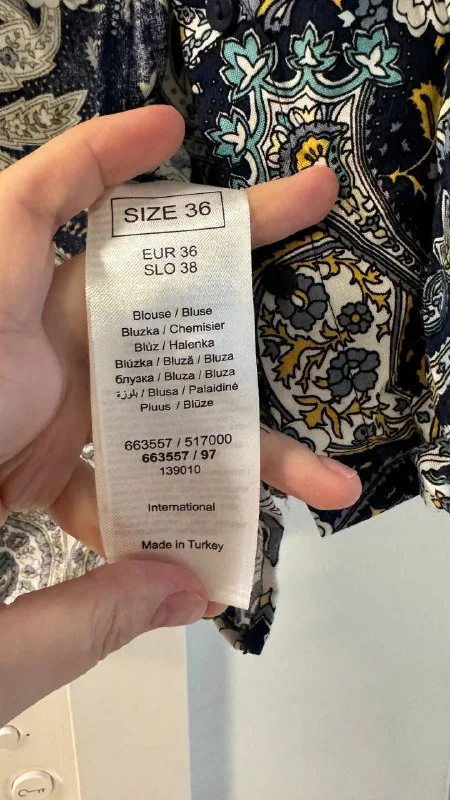 SIZE 36
EUR 36
SLO 38
Blouse / Bluse
Bluzka / Chemisier
Blúz / Halenka
Blúzka / Bluză / Bluza
блузка / Bluza / Bluza
بلوزة / Blusa / Palaidinė
Pluus / Blūze
663557 / 517000
663557 / 97
139010
International
Made in Turkey